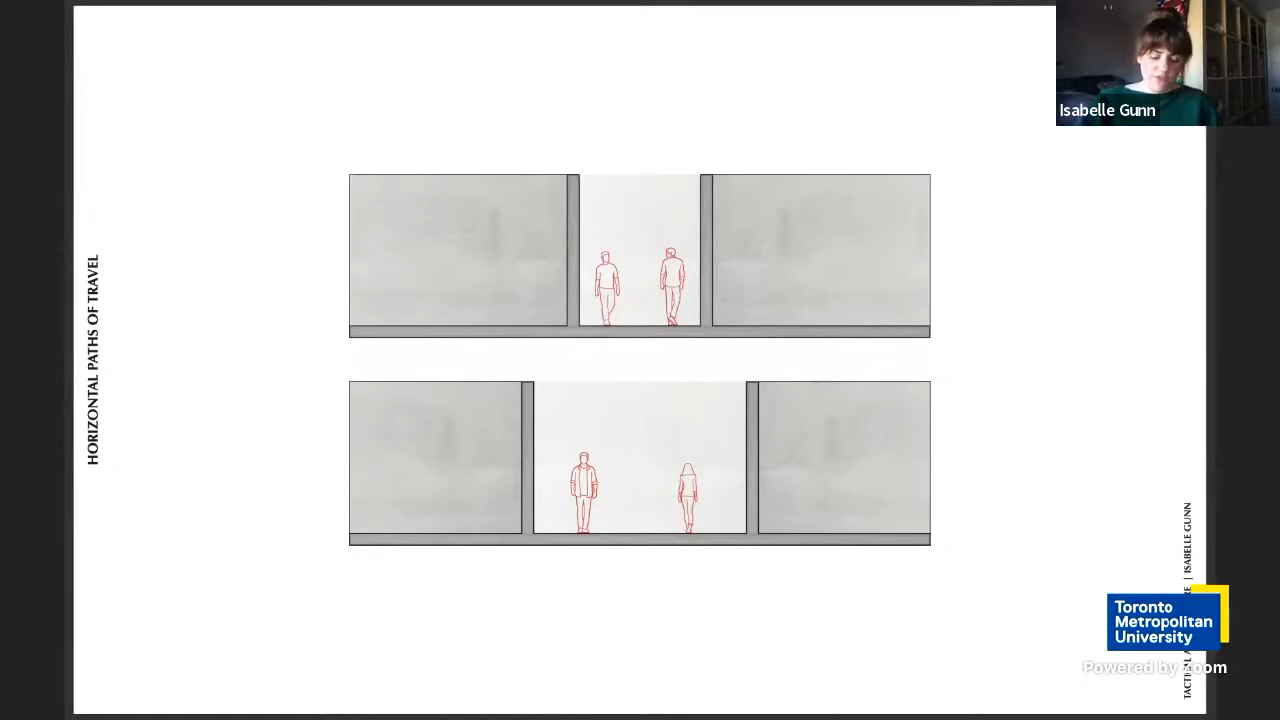 Isabelle Gunn
HORIZONTAL PATHS OF TRAVEL
| ISABELLE GUNN
Toronto
Metropolitan
University
Powered by Zoom